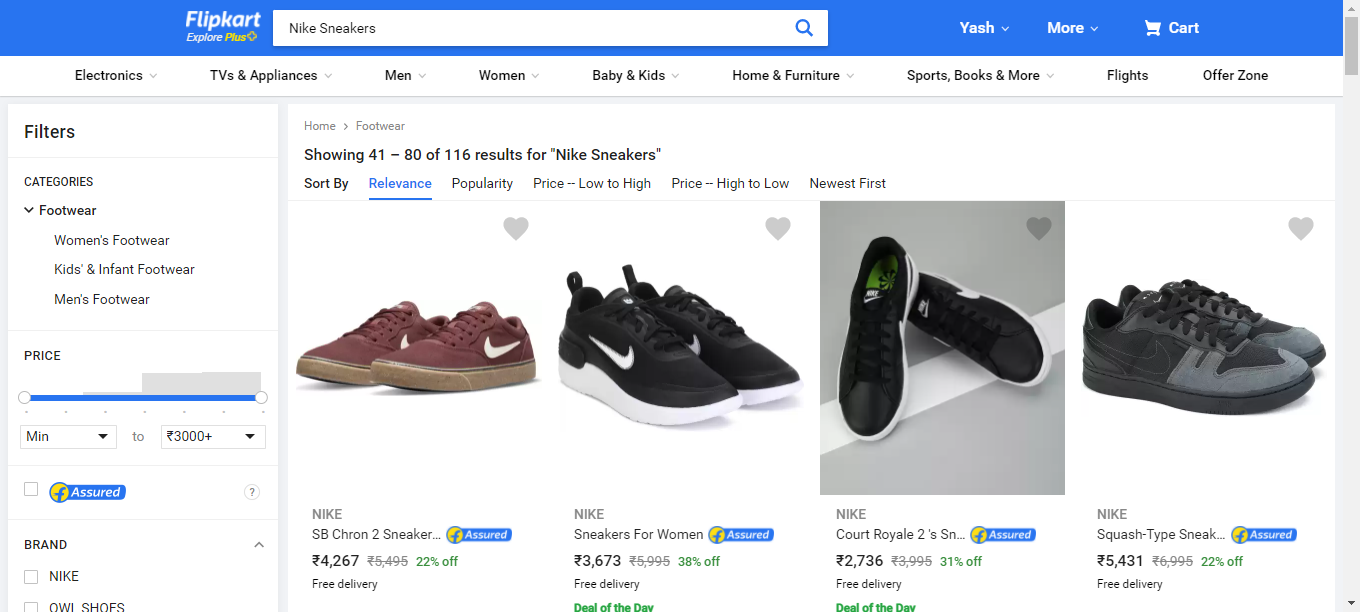 Flipkart
Explore Plus
Nike Sneakers
Yash
More
Cart
Electronics
TVs & Appliances
Men
Women
Baby & Kids
Home & Furniture
Sports, Books & More
Flights
Offer Zone
Filters
CATEGORIES
Footwear
Women's Footwear
Kids' & Infant Footwear
Men's Footwear
PRICE
Min
to
₹3000+
Assured
?
BRAND
NIKE
OWL SHOES
Home > Footwear
Showing 41 – 80 of 116 results for "Nike Sneakers"
Sort By Relevance Popularity Price -- Low to High Price -- High to Low Newest First
NIKE
SB Chron 2 Sneaker... Assured
₹4,267 ₹5,495 22% off
Free delivery
NIKE
Sneakers For Women Assured
₹3,673 ₹5,995 38% off
Free delivery
Deal of the Day
NIKE
NIKE
Court Royale 2 's Sn... Assured
₹2,736 ₹3,995 31% off
Free delivery
Deal of the Day
NIKE
Squash-Type Sneak... Assured
₹5,431 ₹6,995 22% off
Free delivery